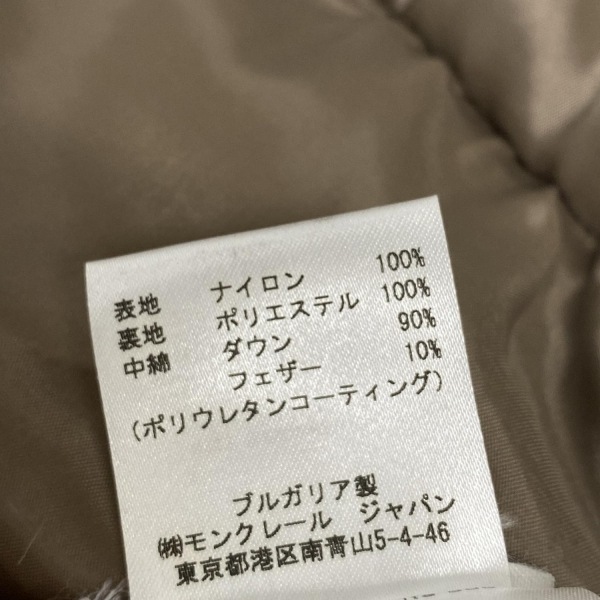 表地 ナイロン 100%
裏地 ポリエステル 100%
中綿 ダウン 90%
フェザー 10%
(ポリウレタンコーティング)
ブルガリア製
㈱モンクレール ジャパン
東京都港区南青山5-4-46